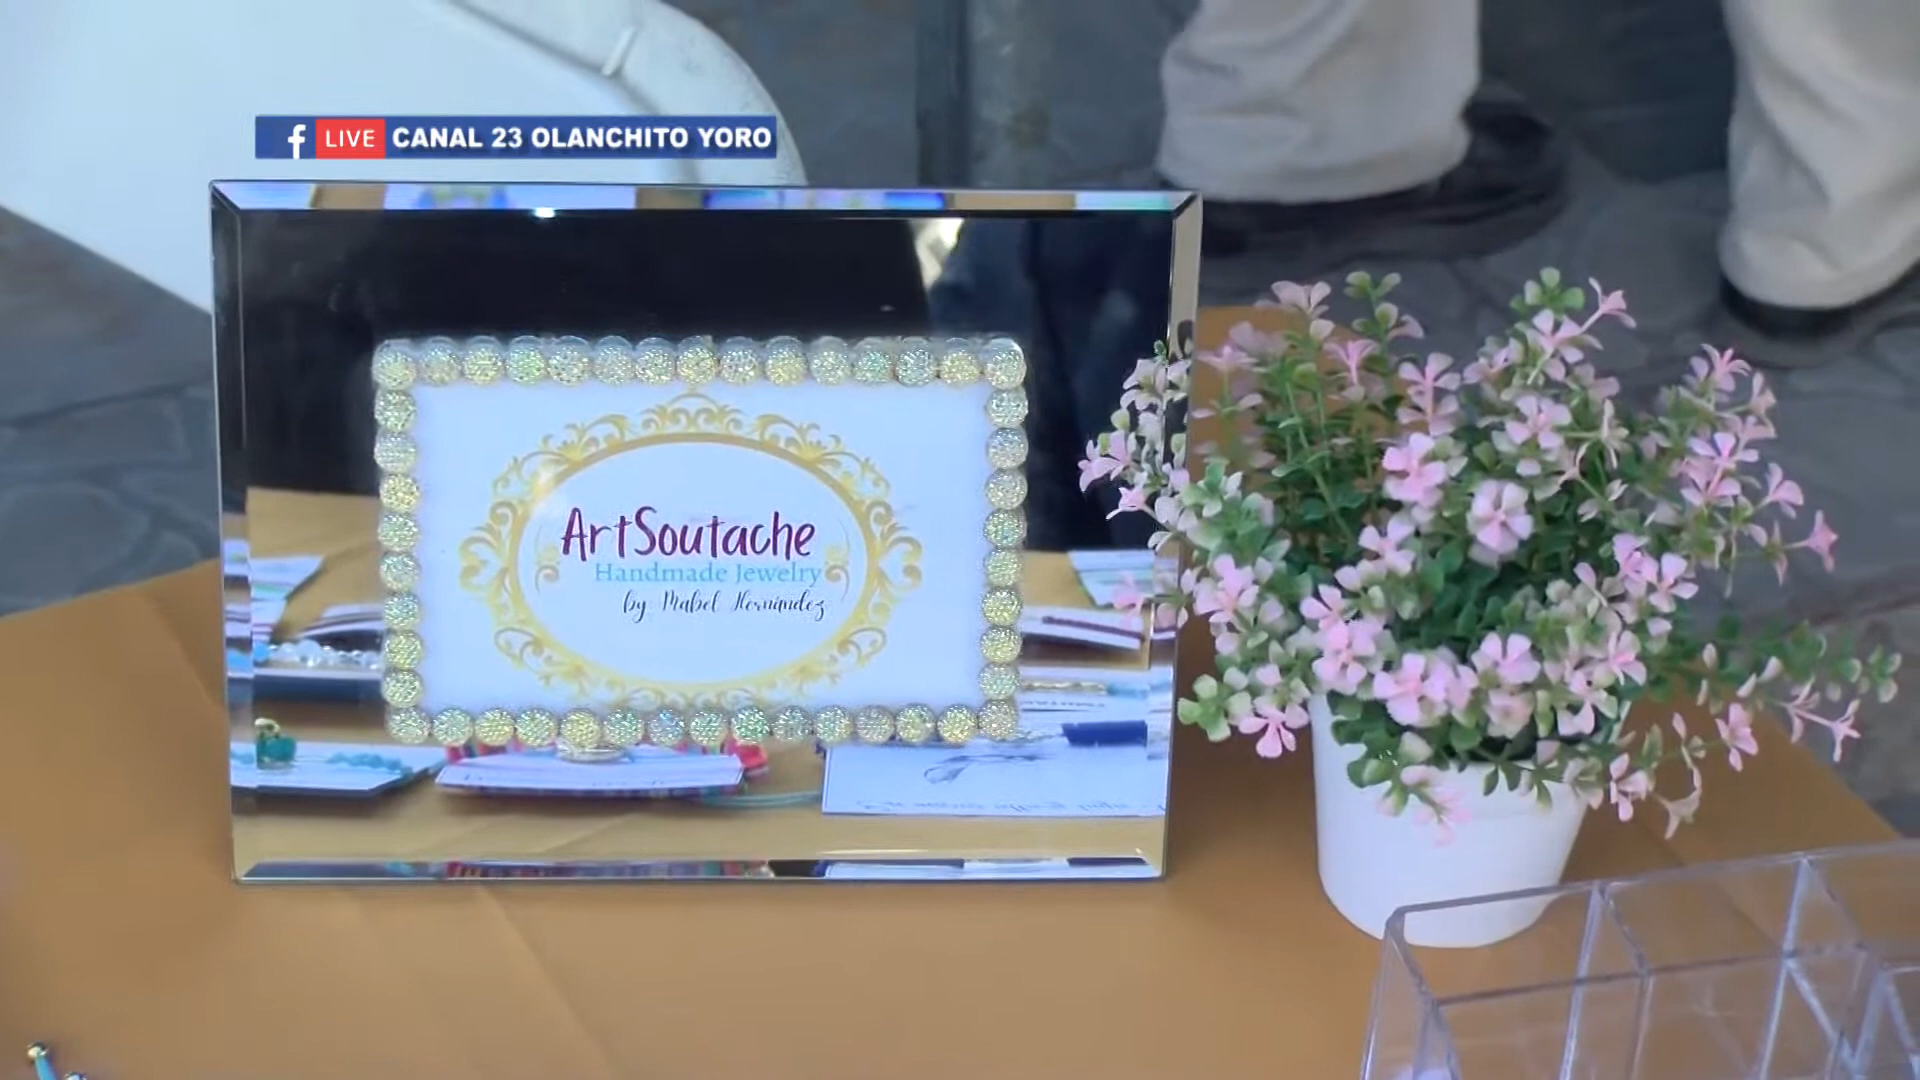 f LIVE CANAL 23 OLANCHITO YORO
ArtSoutache
Handmade Jewelry
by Mabel Hernández